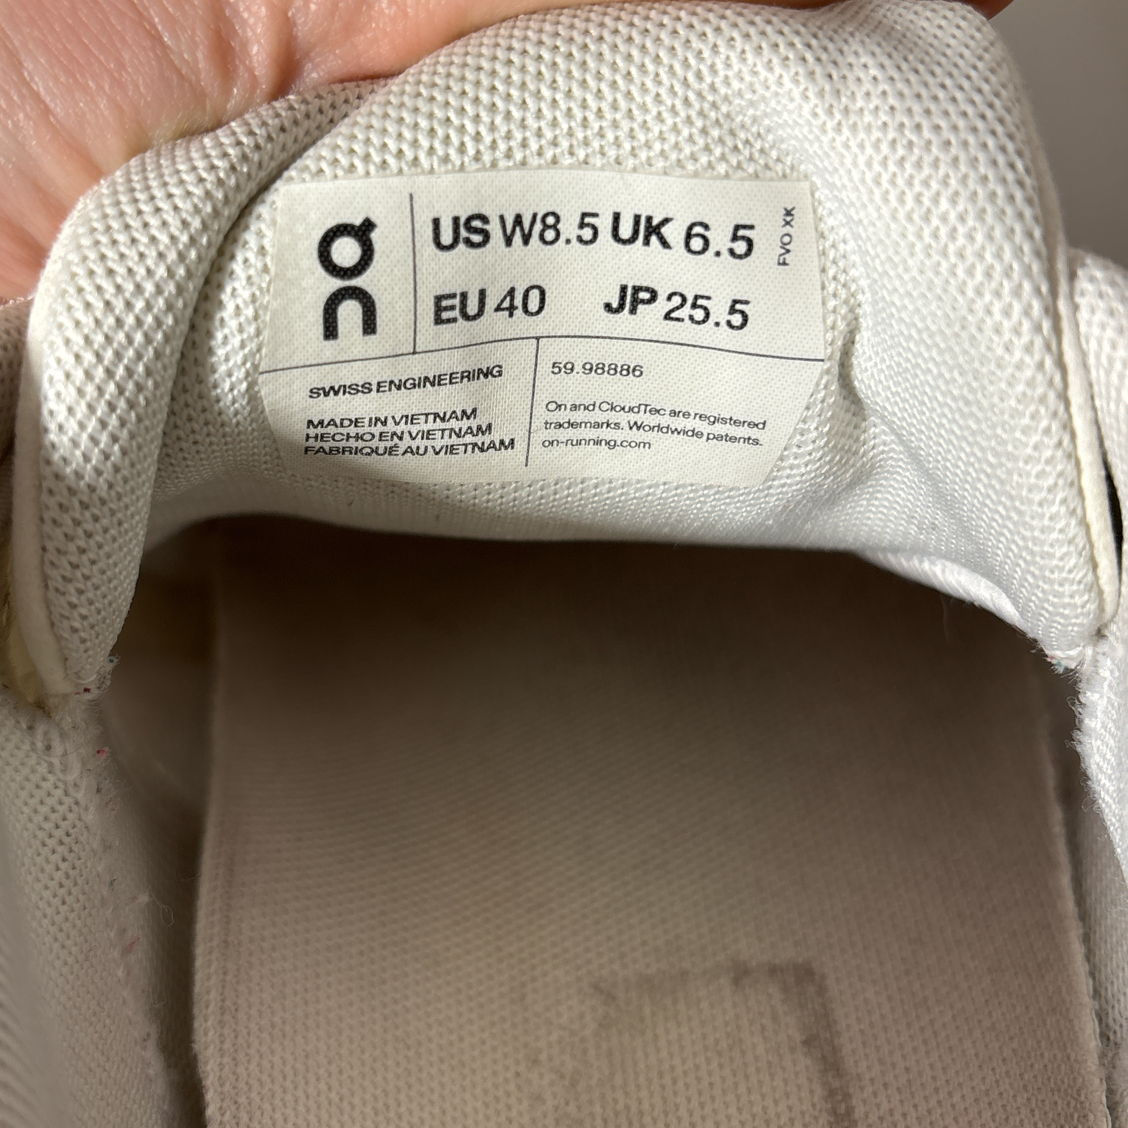 On
US W8.5 UK 6.5
EU 40 JP 25.5
FVO XK
SWISS ENGINEERING
MADE IN VIETNAM
HECHO EN VIETNAM
FABRIQUÉ AU VIETNAM
59.98886
On and CloudTec are registered
trademarks. Worldwide patents.
on-running.com